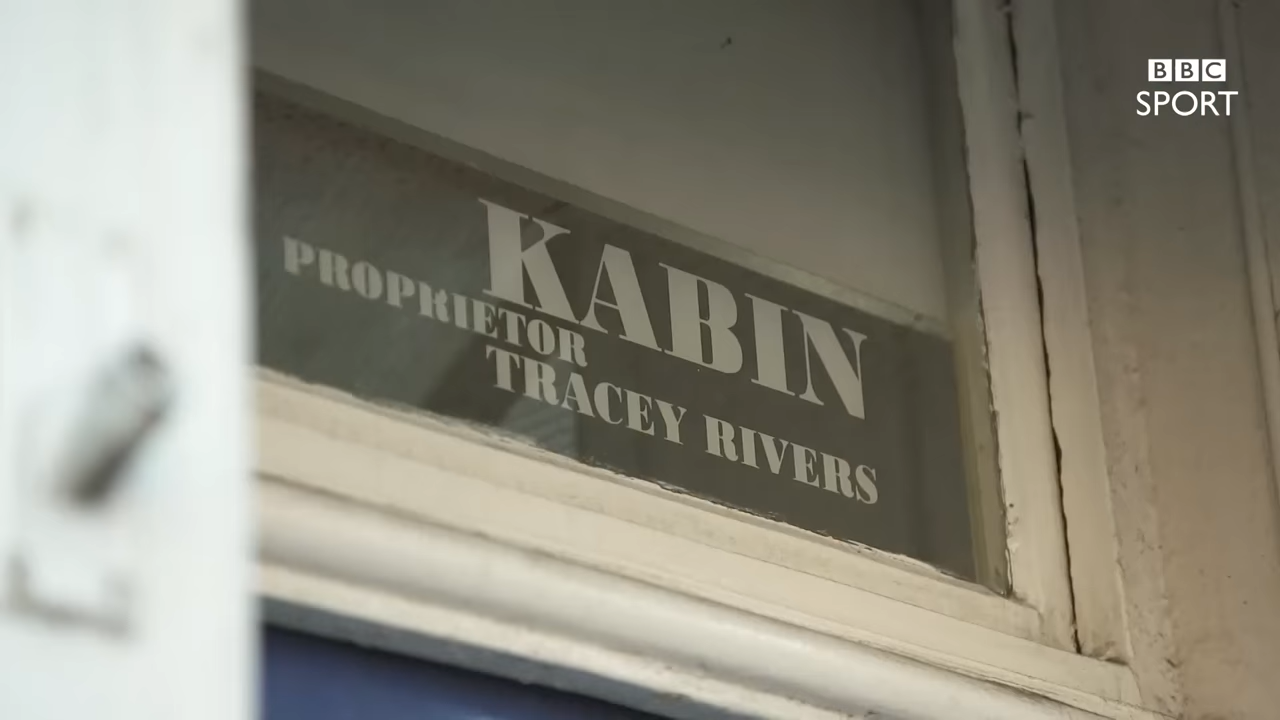 BBC
SPORT
KABIN
PROPRIETOR
TRACEY RIVERS